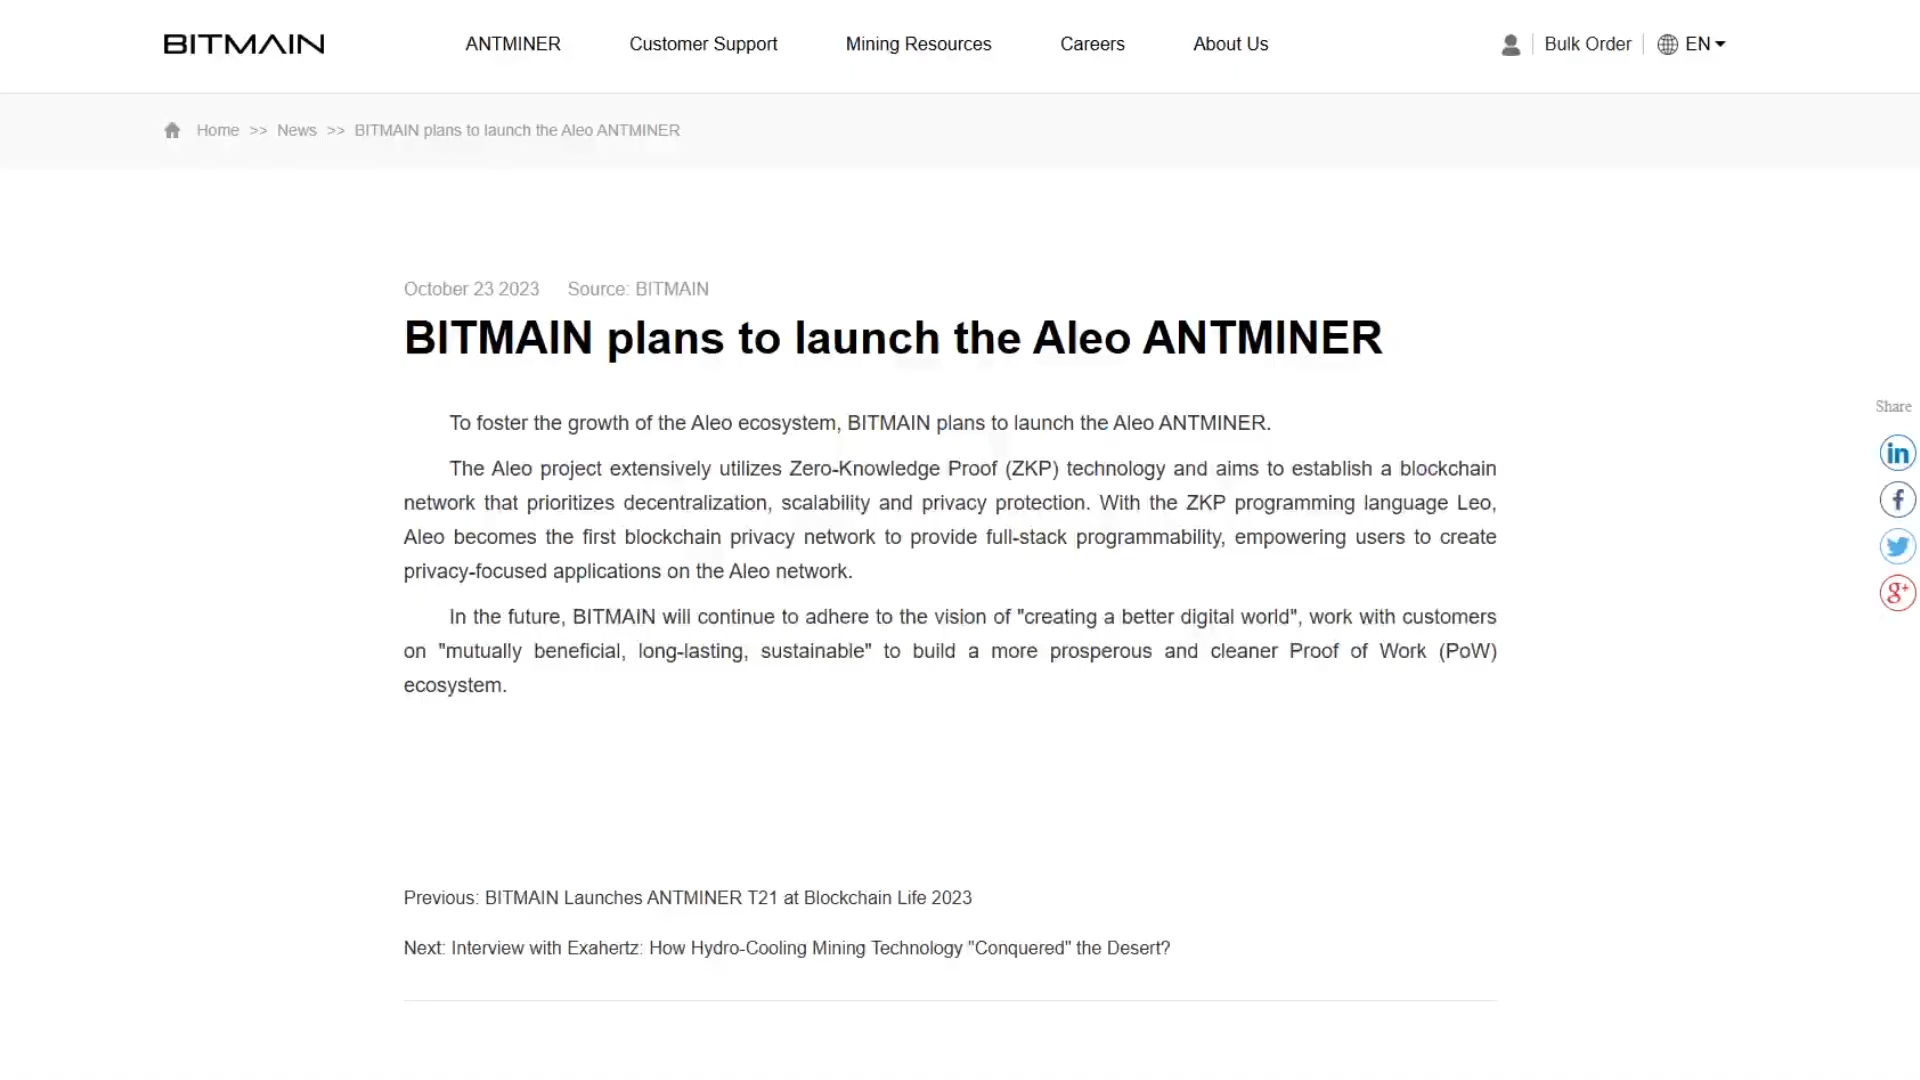 BITMAIN
ANTMINER
Customer Support
Mining Resources
Careers
About Us
Bulk Order
EN
Home >> News >> BITMAIN plans to launch the Aleo ANTMINER
October 23 2023 Source: BITMAIN
BITMAIN plans to launch the Aleo ANTMINER
To foster the growth of the Aleo ecosystem, BITMAIN plans to launch the Aleo ANTMINER.
The Aleo project extensively utilizes Zero-Knowledge Proof (ZKP) technology and aims to establish a blockchain
network that prioritizes decentralization, scalability and privacy protection. With the ZKP programming language Leo,
Aleo becomes the first blockchain privacy network to provide full-stack programmability, empowering users to create
privacy-focused applications on the Aleo network.
In the future, BITMAIN will continue to adhere to the vision of "creating a better digital world", work with customers
on "mutually beneficial, long-lasting, sustainable" to build a more prosperous and cleaner Proof of Work (PoW)
ecosystem.
Share
in
f
g+
Previous: BITMAIN Launches ANTMINER T21 at Blockchain Life 2023
Next: Interview with Exahertz: How Hydro-Cooling Mining Technology "Conquered" the Desert?